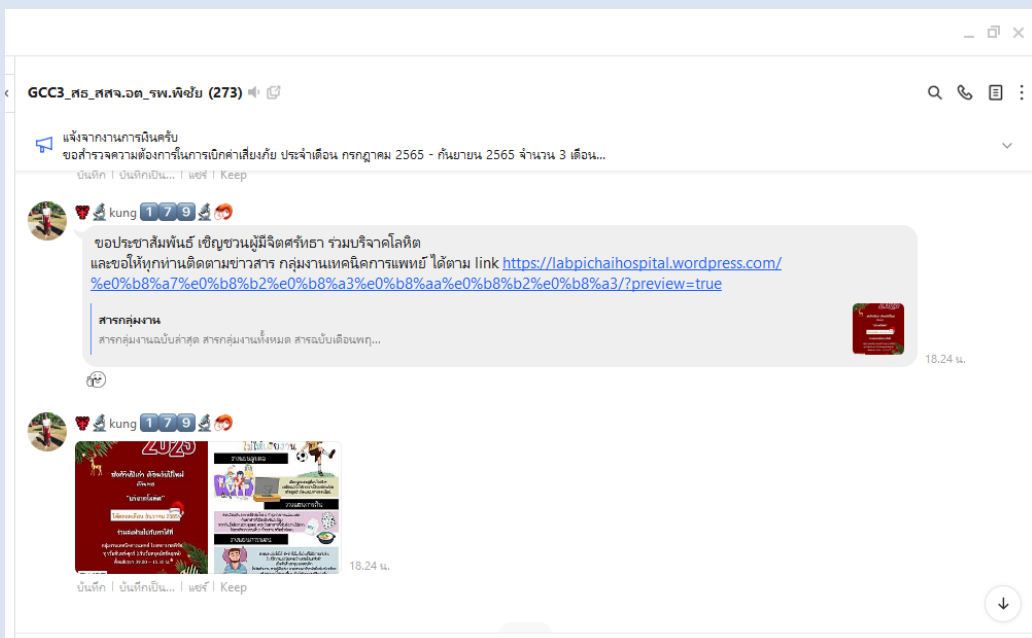 GCC3_สธ_สสจ.อต_รพ.พิชัย (273)
แจ้งจากงานการเงินครับ
ขอสำรวจความต้องการในการเบิกค่าเสี่ยงภัย ประจำเดือน กรกฎาคม 2565 - กันยายน 2565 จำนวน 3 เดือน...
บันทึก | บันทึกเป็น... | แชร์ | Keep
kung 179
ขอประชาสัมพันธ์ เชิญชวนผู้มีจิตศรัทธา ร่วมบริจาคโลหิต
และขอให้ทุกท่านติดตามข่าวสาร กลุ่มงานเทคนิคการแพทย์ ได้ตาม link https://labpichaihospital.wordpress.com/
%e0%b8%a7%e0%b8%b2%e0%b8%a3%e0%b8%aa%e0%b8%b2%e0%b8%a3/?preview=true
สารกลุ่มงาน
สารกลุ่มงานฉบับล่าสุด สารกลุ่มงานทั้งหมด สารฉบับเดือนพฤ...
18.24 น.
kung 179
2023
"บริจาคโลหิต"
18.24 น.
บันทึก | บันทึกเป็น... | แชร์ | Keep